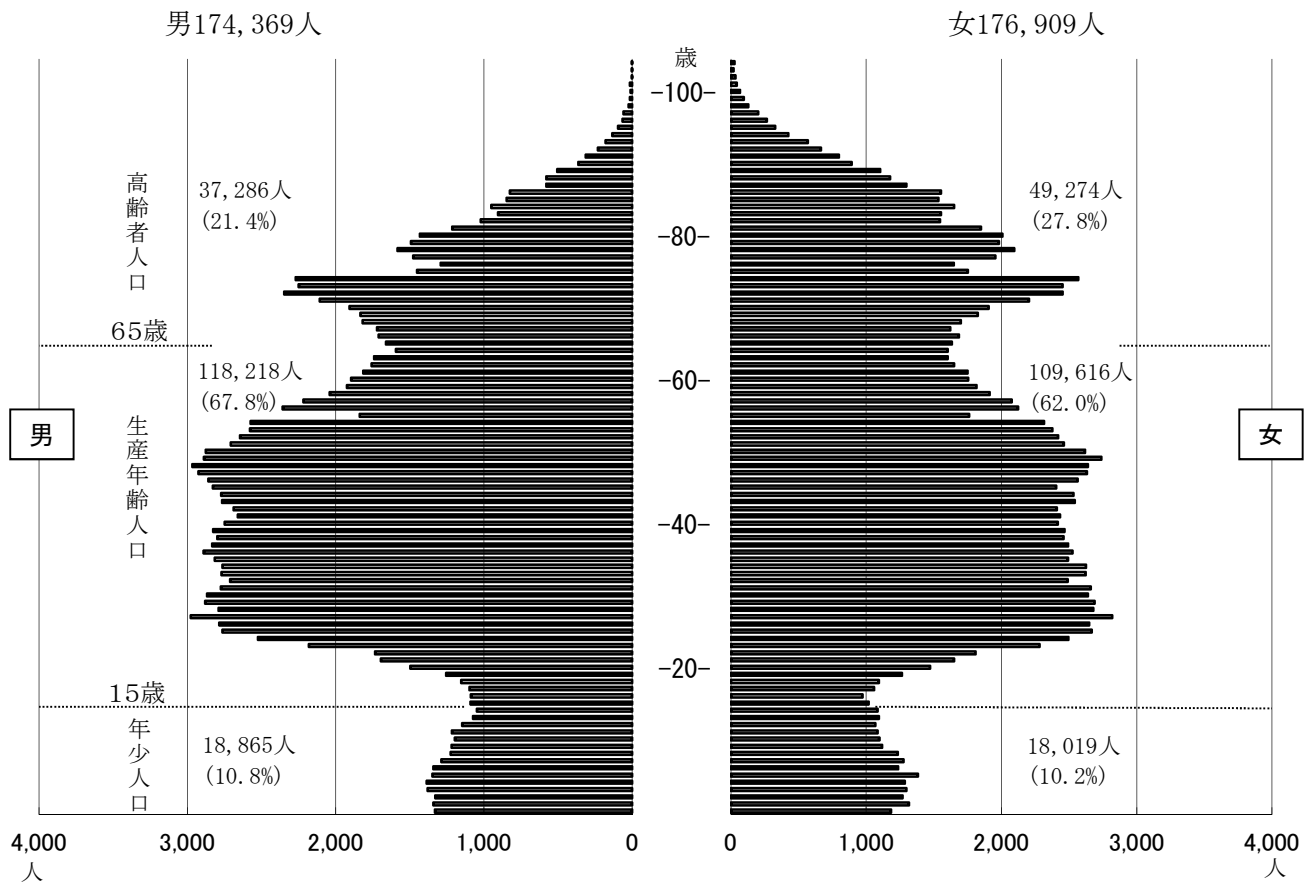 男174,369人
女176,909人
歳
-100-
-80-
-60-
-40-
-20-
高齢者人口
37,286人
(21.4%)
49,274人
(27.8%)
65歳
118,218人
(67.8%)
109,616人
(62.0%)
男
女
生産年齢人口
15歳
年少人口
18,865人
(10.8%)
18,019人
(10.2%)
4,000 3,000 2,000 1,000 0
0 1,000 2,000 3,000 4,000
人
人